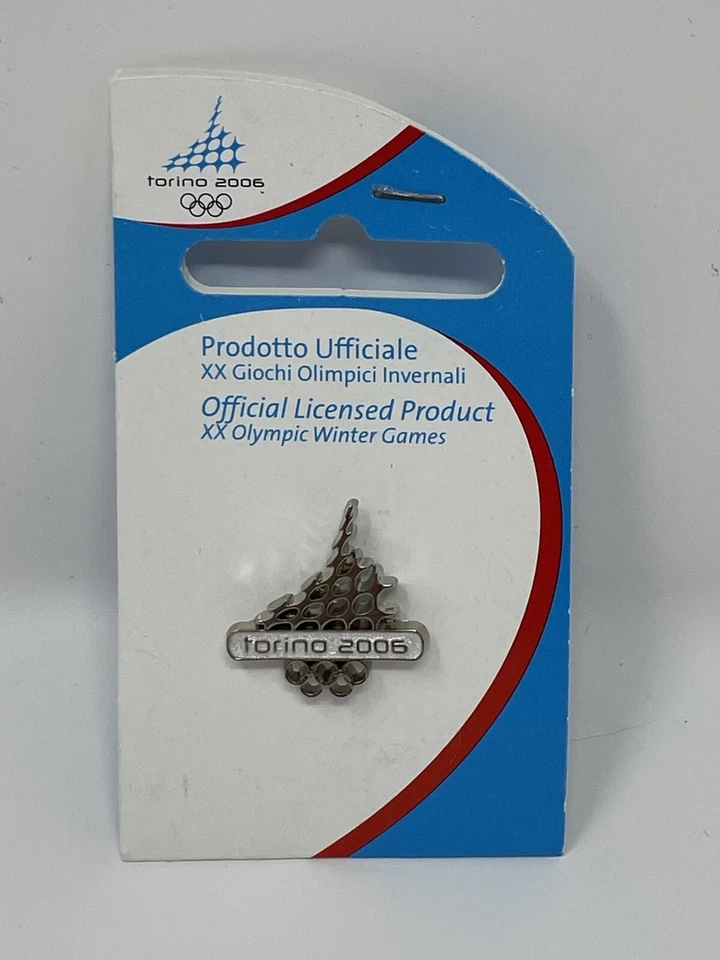 torino 2006
Prodotto Ufficiale
XX Giochi Olimpici Invernali
Official Licensed Product
XX Olympic Winter Games
torino 2006